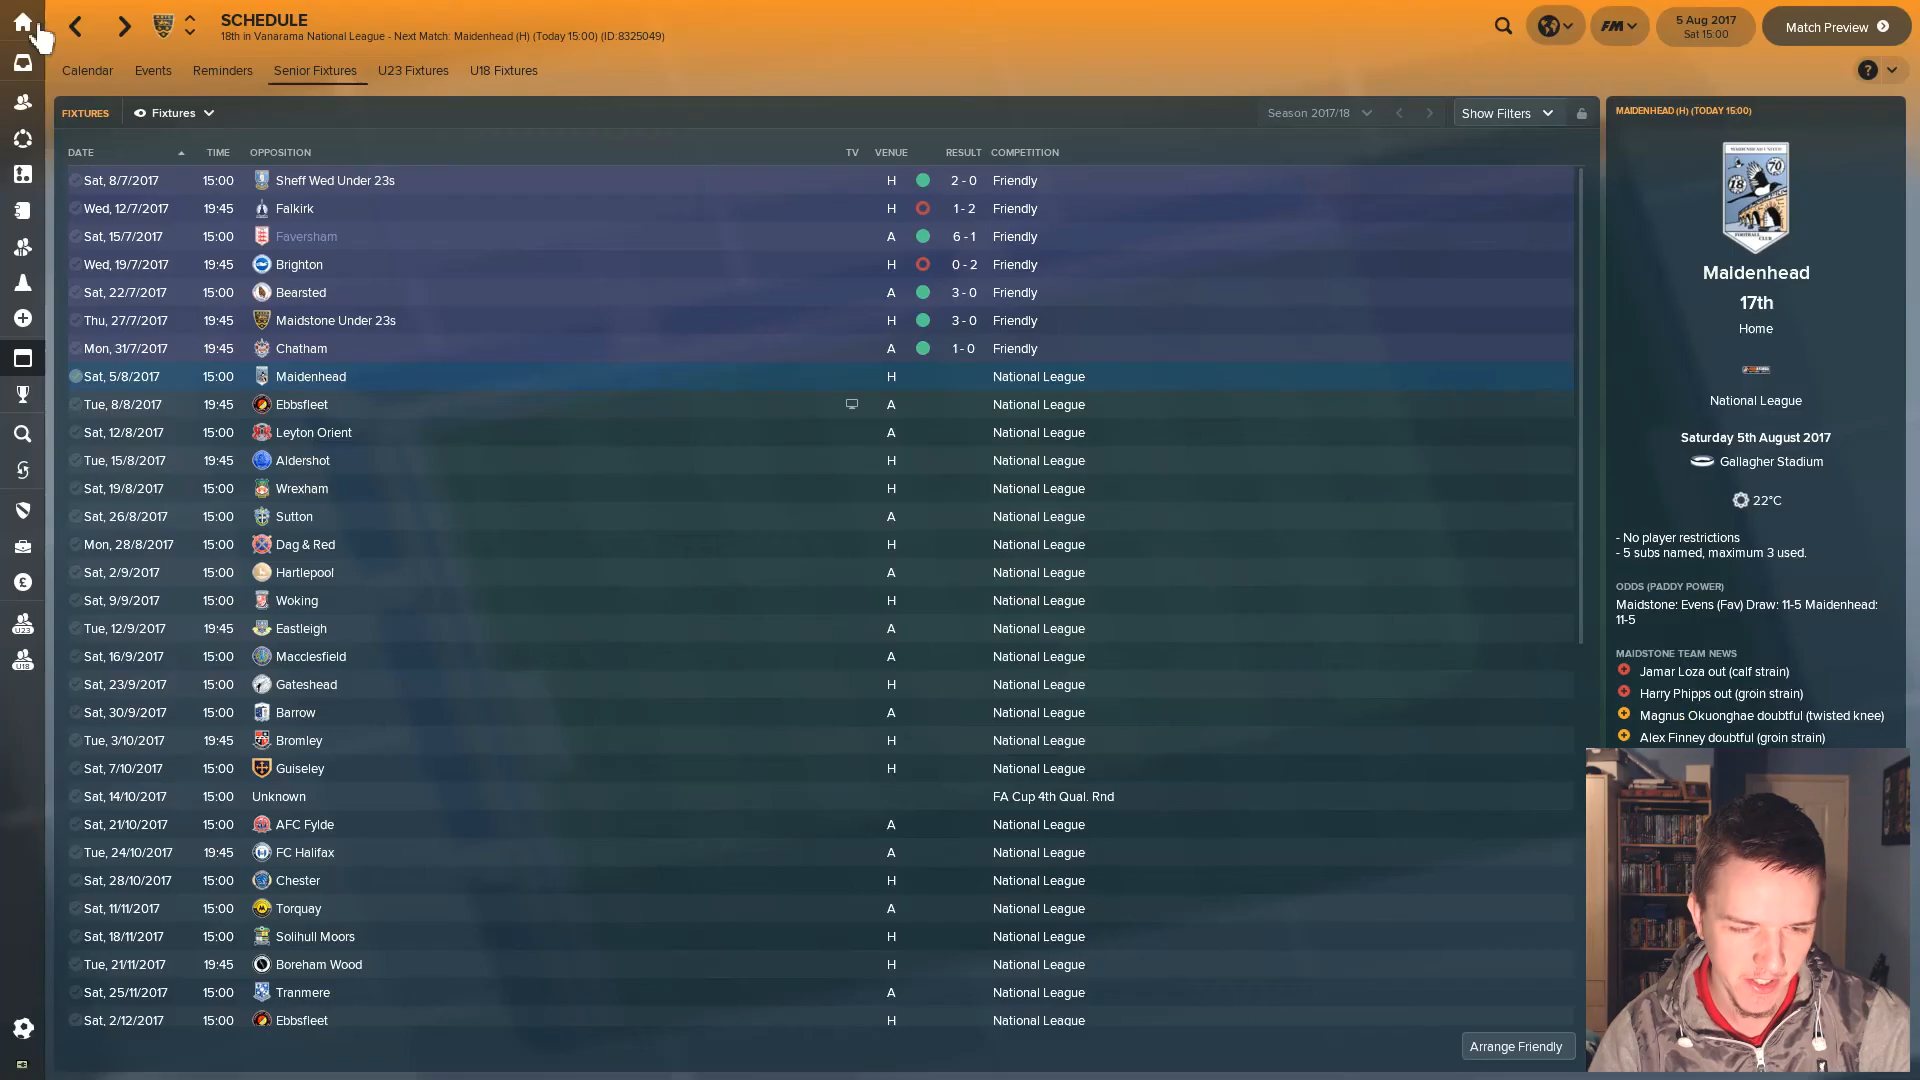 SCHEDULE
18th in Vanarama National League - Next Match: Maidenhead (H) (Today 15:00) (ID:8325049)
FM
5 Aug 2017
Sat 15:00
Match Preview
Calendar Events Reminders Senior Fixtures U23 Fixtures U18 Fixtures
?
FIXTURES Fixtures Season 2017/18 Show Filters
DATE TIME OPPOSITION TV VENUE RESULT COMPETITION
Sat, 8/7/2017 15:00 Sheff Wed Under 23s H 2 - 0 Friendly
Wed, 12/7/2017 19:45 Falkirk H 1 - 2 Friendly
Sat, 15/7/2017 15:00 Faversham A 6 - 1 Friendly
Wed, 19/7/2017 19:45 Brighton H 0 - 2 Friendly
Sat, 22/7/2017 15:00 Bearsted A 3 - 0 Friendly
Thu, 27/7/2017 19:45 Maidstone Under 23s H 3 - 0 Friendly
Mon, 31/7/2017 19:45 Chatham A 1 - 0 Friendly
Sat, 5/8/2017 15:00 Maidenhead H National League
Tue, 8/8/2017 19:45 Ebbsfleet A National League
Sat, 12/8/2017 15:00 Leyton Orient A National League
Tue, 15/8/2017 19:45 Aldershot H National League
Sat, 19/8/2017 15:00 Wrexham H National League
Sat, 26/8/2017 15:00 Sutton A National League
Mon, 28/8/2017 15:00 Dag & Red H National League
Sat, 2/9/2017 15:00 Hartlepool A National League
Sat, 9/9/2017 15:00 Woking H National League
Tue, 12/9/2017 19:45 Eastleigh A National League
Sat, 16/9/2017 15:00 Macclesfield A National League
Sat, 23/9/2017 15:00 Gateshead H National League
Sat, 30/9/2017 15:00 Barrow A National League
Tue, 3/10/2017 19:45 Bromley H National League
Sat, 7/10/2017 15:00 Guiseley H National League
Sat, 14/10/2017 15:00 Unknown FA Cup 4th Qual. Rnd
Sat, 21/10/2017 15:00 AFC Fylde A National League
Tue, 24/10/2017 19:45 FC Halifax A National League
Sat, 28/10/2017 15:00 Chester H National League
Sat, 11/11/2017 15:00 Torquay A National League
Sat, 18/11/2017 15:00 Solihull Moors H National League
Tue, 21/11/2017 19:45 Boreham Wood H National League
Sat, 25/11/2017 15:00 Tranmere A National League
Sat, 2/12/2017 15:00 Ebbsfleet H National League
Arrange Friendly
MAIDENHEAD (H) (TODAY 15:00)
18 70
FOOTBALL
CLUB
Maidenhead
17th
Home
National League
Saturday 5th August 2017
Gallagher Stadium
22°C
- No player restrictions
- 5 subs named, maximum 3 used.
ODDS (PADDY POWER)
Maidstone: Evens (Fav) Draw: 11-5 Maidenhead:
11-5
MAIDSTONE TEAM NEWS
Jamar Loza out (calf strain)
Harry Phipps out (groin strain)
Magnus Okuonghae doubtful (twisted knee)
Alex Finney doubtful (groin strain)
£
U23
U18